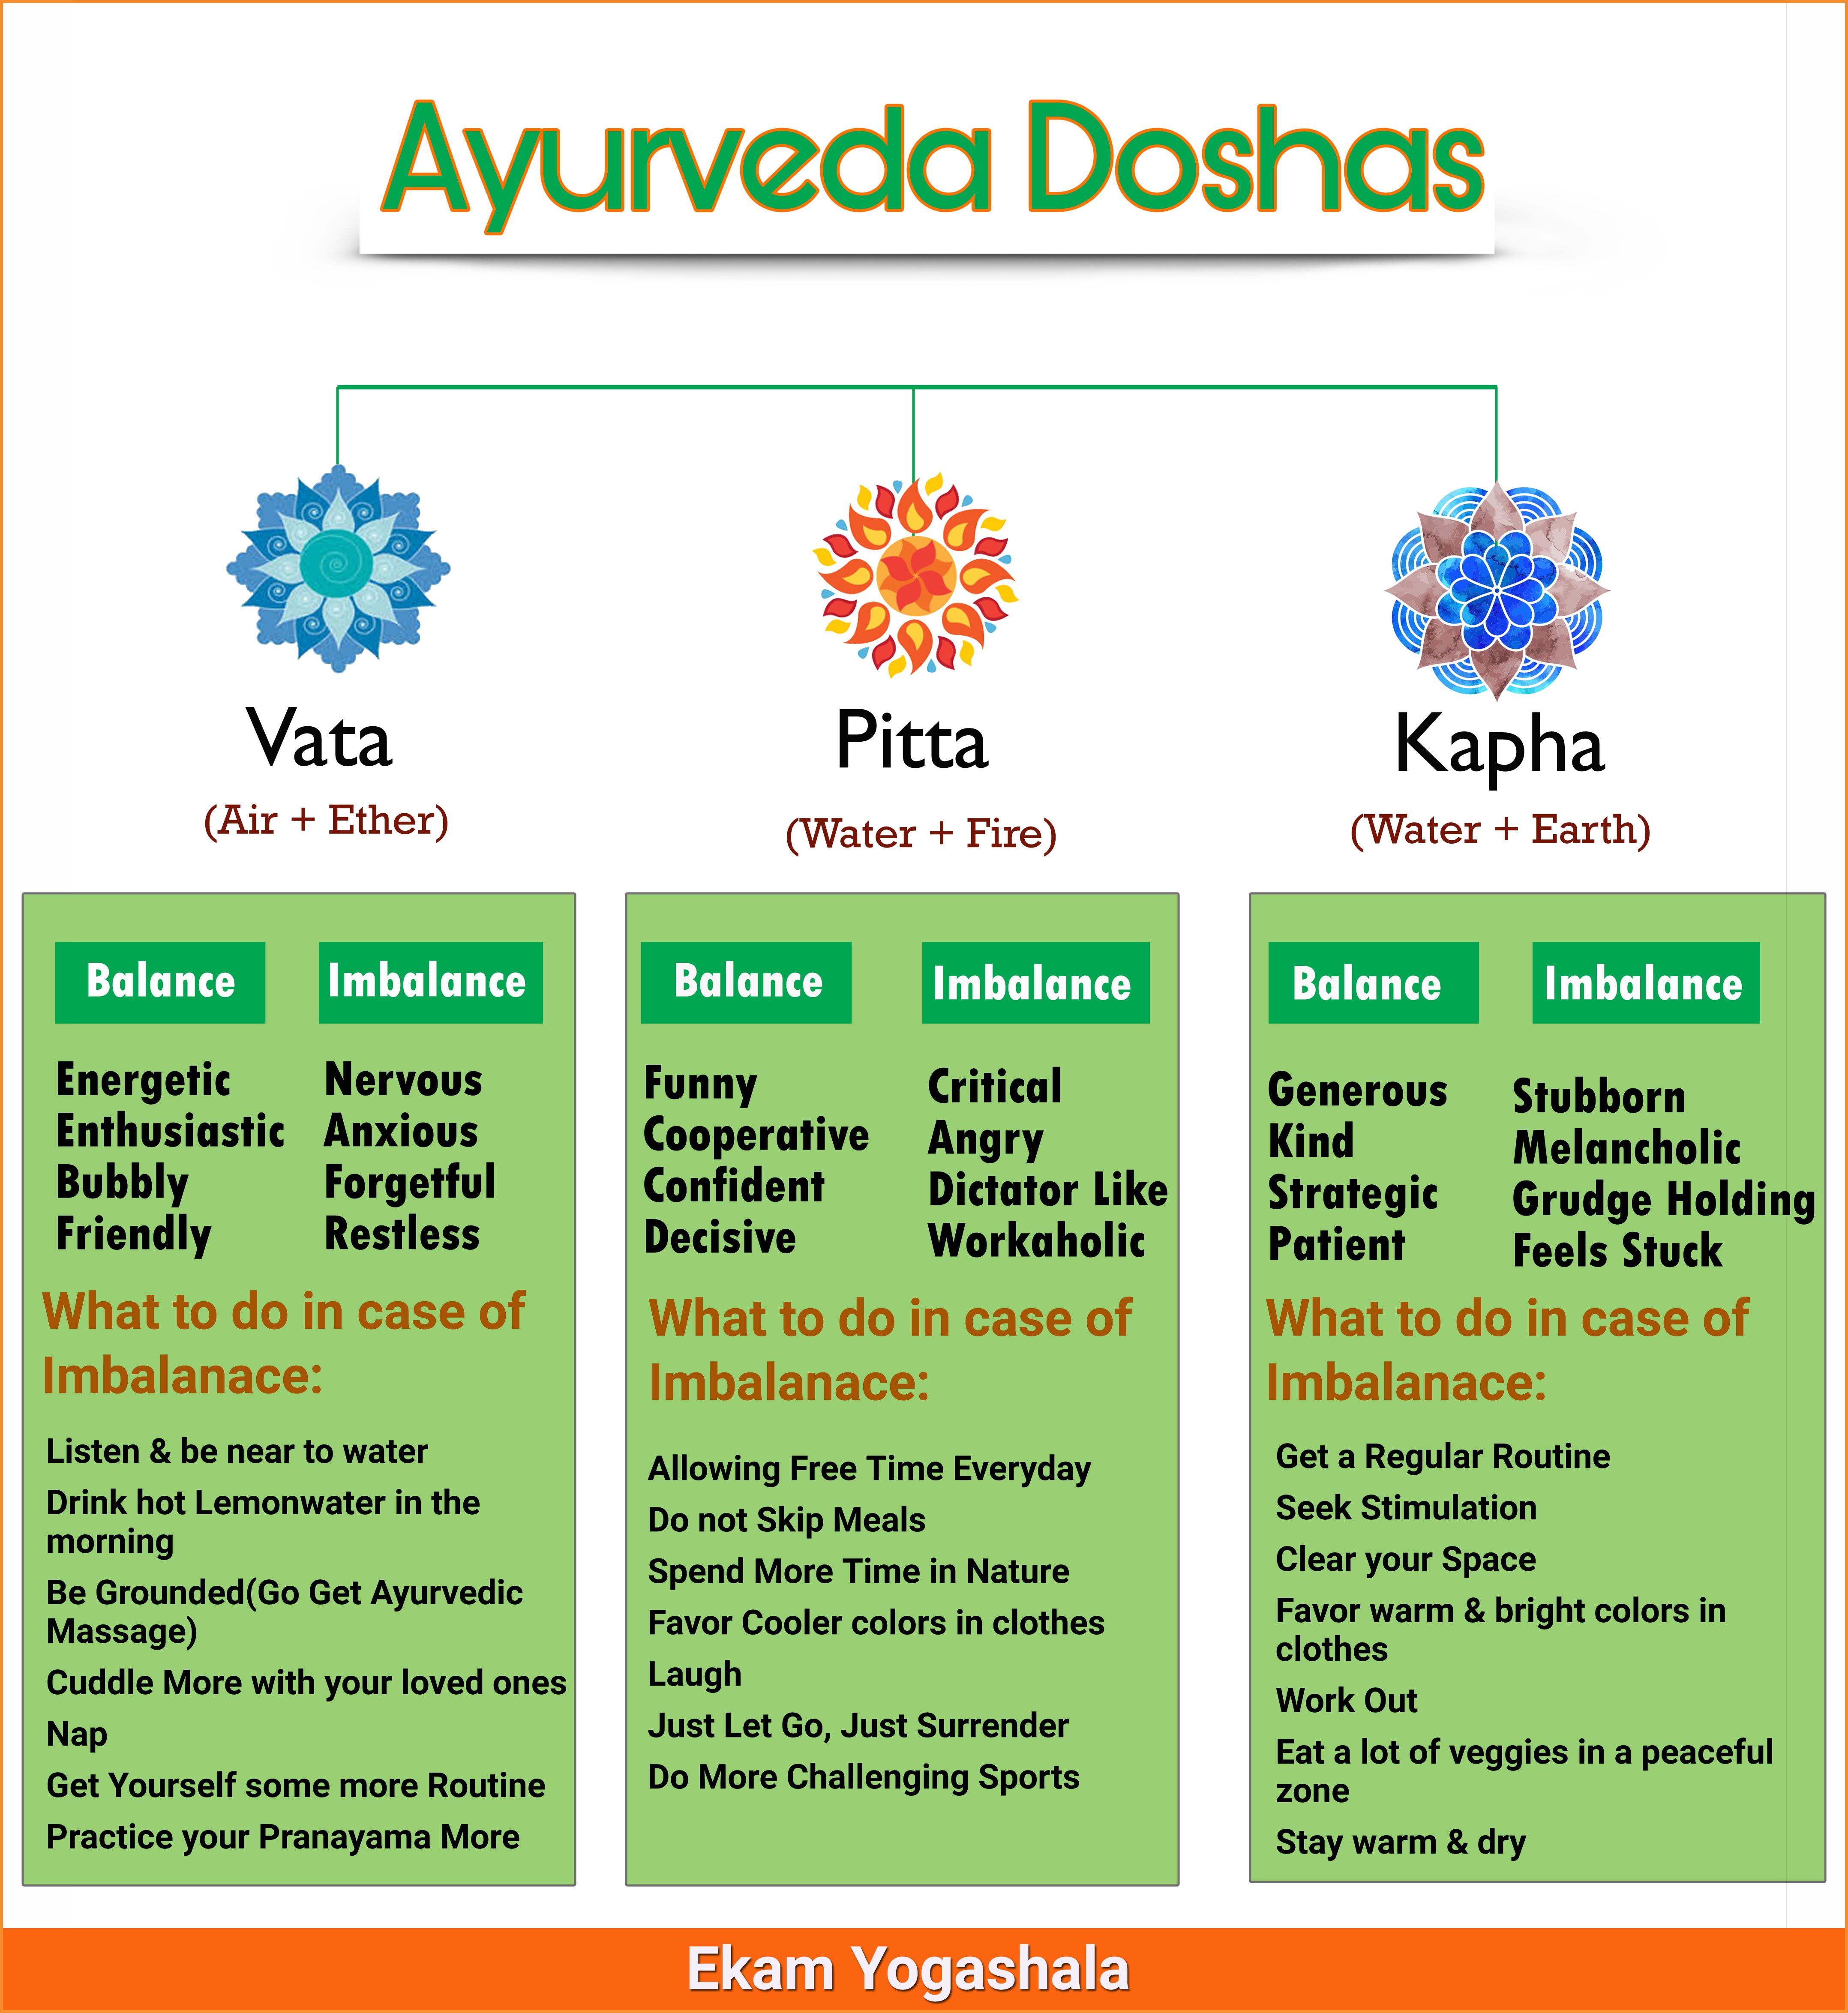 Ayurveda Doshas
Vata
(Air + Ether)
Balance
Imbalance
Energetic
Enthusiastic
Bubbly
Friendly
Nervous
Anxious
Forgetful
Restless
What to do in case of
Imbalanace:
Listen & be near to water
Drink hot Lemonwater in the
morning
Be Grounded(Go Get Ayurvedic
Massage)
Cuddle More with your loved ones
Nap
Get Yourself some more Routine
Practice your Pranayama More
Pitta
(Water + Fire)
Balance
Imbalance
Funny
Cooperative
Confident
Decisive
Critical
Angry
Dictator Like
Workaholic
What to do in case of
Imbalanace:
Allowing Free Time Everyday
Do not Skip Meals
Spend More Time in Nature
Favor Cooler colors in clothes
Laugh
Just Let Go, Just Surrender
Do More Challenging Sports
Kapha
(Water + Earth)
Balance
Imbalance
Generous
Kind
Strategic
Patient
Stubborn
Melancholic
Grudge Holding
Feels Stuck
What to do in case of
Imbalanace:
Get a Regular Routine
Seek Stimulation
Clear your Space
Favor warm & bright colors in
clothes
Work Out
Eat a lot of veggies in a peaceful
zone
Stay warm & dry
Ekam Yogashala